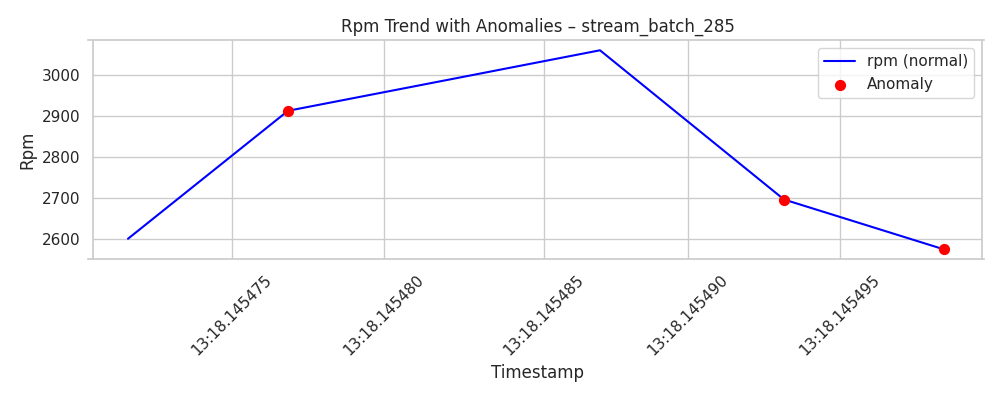 Rpm Trend with Anomalies – stream_batch_285
rpm (normal)
Anomaly
Rpm
3000
2900
2800
2700
2600
13:18.145475
13:18.145480
13:18.145485
13:18.145490
13:18.145495
Timestamp